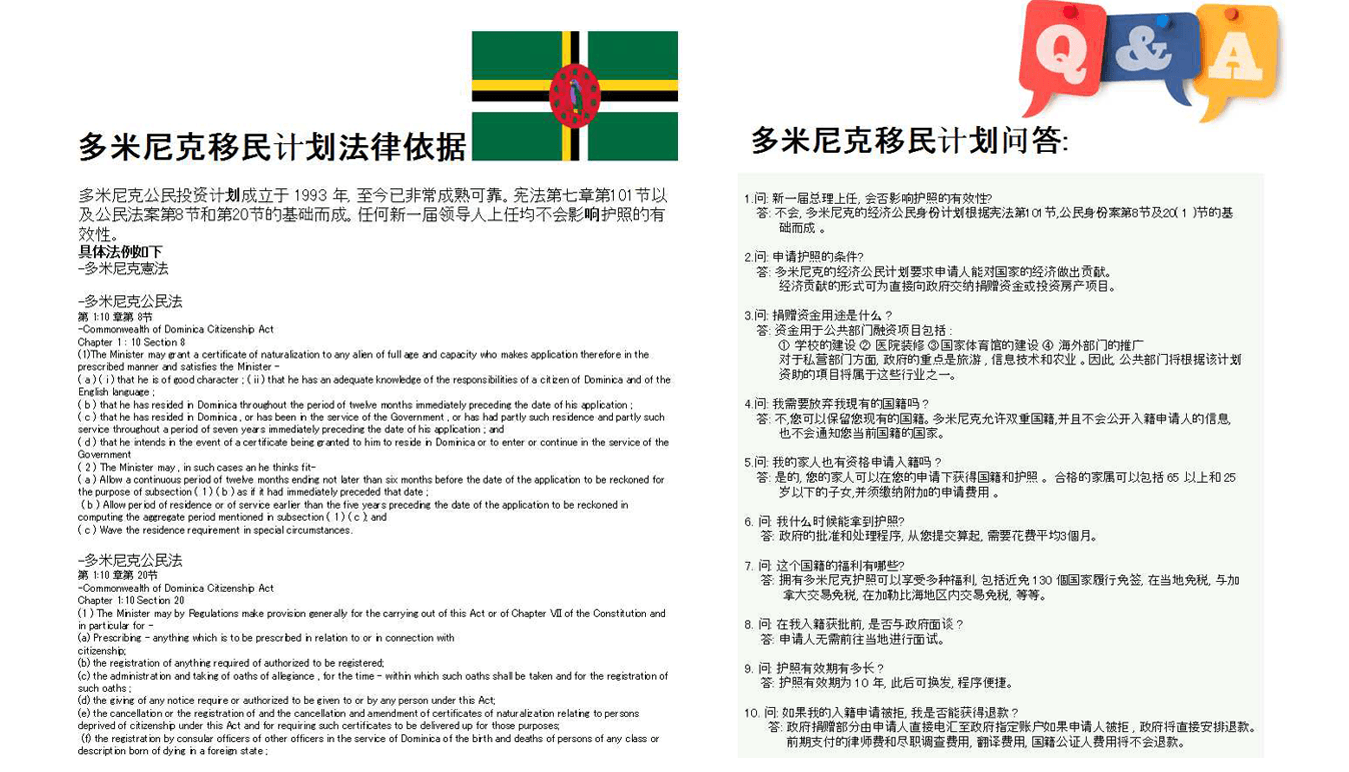 多米尼克移民计划法律依据
多米尼克公民投资计划成立于 1993 年, 至今已非常成熟可靠。宪法第七章第101节以
及公民法案第8节和第20节的基础而成。任何新一届领导人上任均不会影响护照的有
效性。
具体法例如下
-多米尼克憲法
-多米尼克公民法
第 1:10 章第 8节
-Commonwealth of Dominica Citizenship Act
Chapter 1 : 10 Section 8
(1)The Minister may grant a certificate of naturalization to any alien of full age and capacity who makes application therefore in the
prescribed manner and satisfies the Minister -
( a ) ( i ) that he is of good character ; ( ii ) that he has an adequate knowledge of the responsibilities of a citizen of Dominica and of the
English language ;
( b ) that he has resided in Dominica throughout the period of twelve months immediately preceding the date of his application ;
( c ) that he has resided in Dominica , or has been in the service of the Government , or has had partly such residence and partly such
service throughout a period of seven years immediately preceding the date of his application ; and
( d ) that he intends in the event of a certificate being granted to him to reside in Dominica or to enter or continue in the service of the
Government
( 2 ) The Minister may , in such cases an he thinks fit-
( a ) Allow a continuous period of twelve months ending not later than six months before the date of the application to be reckoned for
the purpose of subsection ( 1 ) ( b ) as if it had immediately preceded that date ;
( b ) Allow period of residence or of service earlier than the five years preceding the date of the application to be reckoned in
computing the aggregate period mentioned in subsection ( 1 ) ( c ); and
( c ) Wave the residence requirement in special circumstances.
-多米尼克公民法
第 1:10 章第 20节
-Commonwealth of Dominica Citizenship Act
Chapter 1:10 Section 20
(1 ) The Minister may by Regulations make provision generally for the carrying out of this Act or of Chapter VII of the Constitution and
in particular for -
(a) Prescribing - anything which is to be prescribed in relation to or in connection with
citizenship;
(b) the registration of anything required of authorized to be registered;
(c) the administration and taking of oaths of allegiance , for the time - within which such oaths shall be taken and for the registration of
such oaths ;
(d) the giving of any notice require or authorized to be given to or by any person under this Act;
(e) the cancellation or the registration of and the cancellation and amendment of certificates of naturalization relating to persons
deprived of citizenship under this Act and for requiring such certificates to be delivered up for those purposes;
(f) the registration by consular officers of other officers in the service of Dominica of the birth and deaths of persons of any class or
description born of dying in a foreign state ;
Q & A
多米尼克移民计划问答:
1.问: 新一届总理上任, 会否影响护照的有效性?
答: 不会, 多米尼克的经济公民身份计划根据宪法第101节,公民身份案第8节及20( 1 )节的基
础而成 。
2.问: 申请护照的条件?
答: 多米尼克的经济公民计划要求申请人能对国家的经济做出贡献。
经济贡献的形式可为直接向政府交纳捐赠资金或投资房产项目。
3.问: 捐赠资金用途是什么 ?
答: 资金用于公共部门融资项目包括 :
① 学校的建设 ② 医院装修 ③国家体育馆的建设 ④ 海外部门的推广
对于私营部门方面, 政府的重点是旅游 , 信息技术和农业 。因此, 公共部门将根据该计划
资助的项目将属于这些行业之一。
4.问: 我需要放弃我現有的国籍吗 ?
答: 不,您可以保留您现有的国籍。多米尼克允许双重国籍,并且不会公开入籍申请人的信息,
也不会通知您当前国籍的国家。
5.问: 我的家人也有资格申请入籍吗 ?
答: 是的, 您的家人可以在您的申请下获得国籍和护照 。 合格的家属可以包括 65 以上和 25
岁以下的子女,并须缴纳附加的申请费用 。
6. 问: 我什么时候能拿到护照?
答: 政府的批准和处理程序, 从您提交算起, 需要花费平均3個月。
7. 问: 这个国籍的福利有哪些?
答: 拥有多米尼克护照可以享受多种福利, 包括近免 130 個国家履行免签, 在当地免税, 与加
拿大交易免税, 在加勒比海地区内交易免税, 等等。
8. 问: 在我入籍获批前, 是否与政府面谈 ?
答: 申请人无需前往当地进行面试。
9. 问: 护照有效期有多长 ?
答: 护照有效期为 10 年, 此后可换发, 程序便捷。
10. 问: 如果我的入籍申请被拒, 我是否能获得退款 ?
答: 政府捐赠部分由申请人直接电汇至政府指定账户如果申请人被拒 , 政府将直接安排退款。
前期支付的律师费和尽职调查费用, 翻译费用, 国籍公证人费用将不会退款。